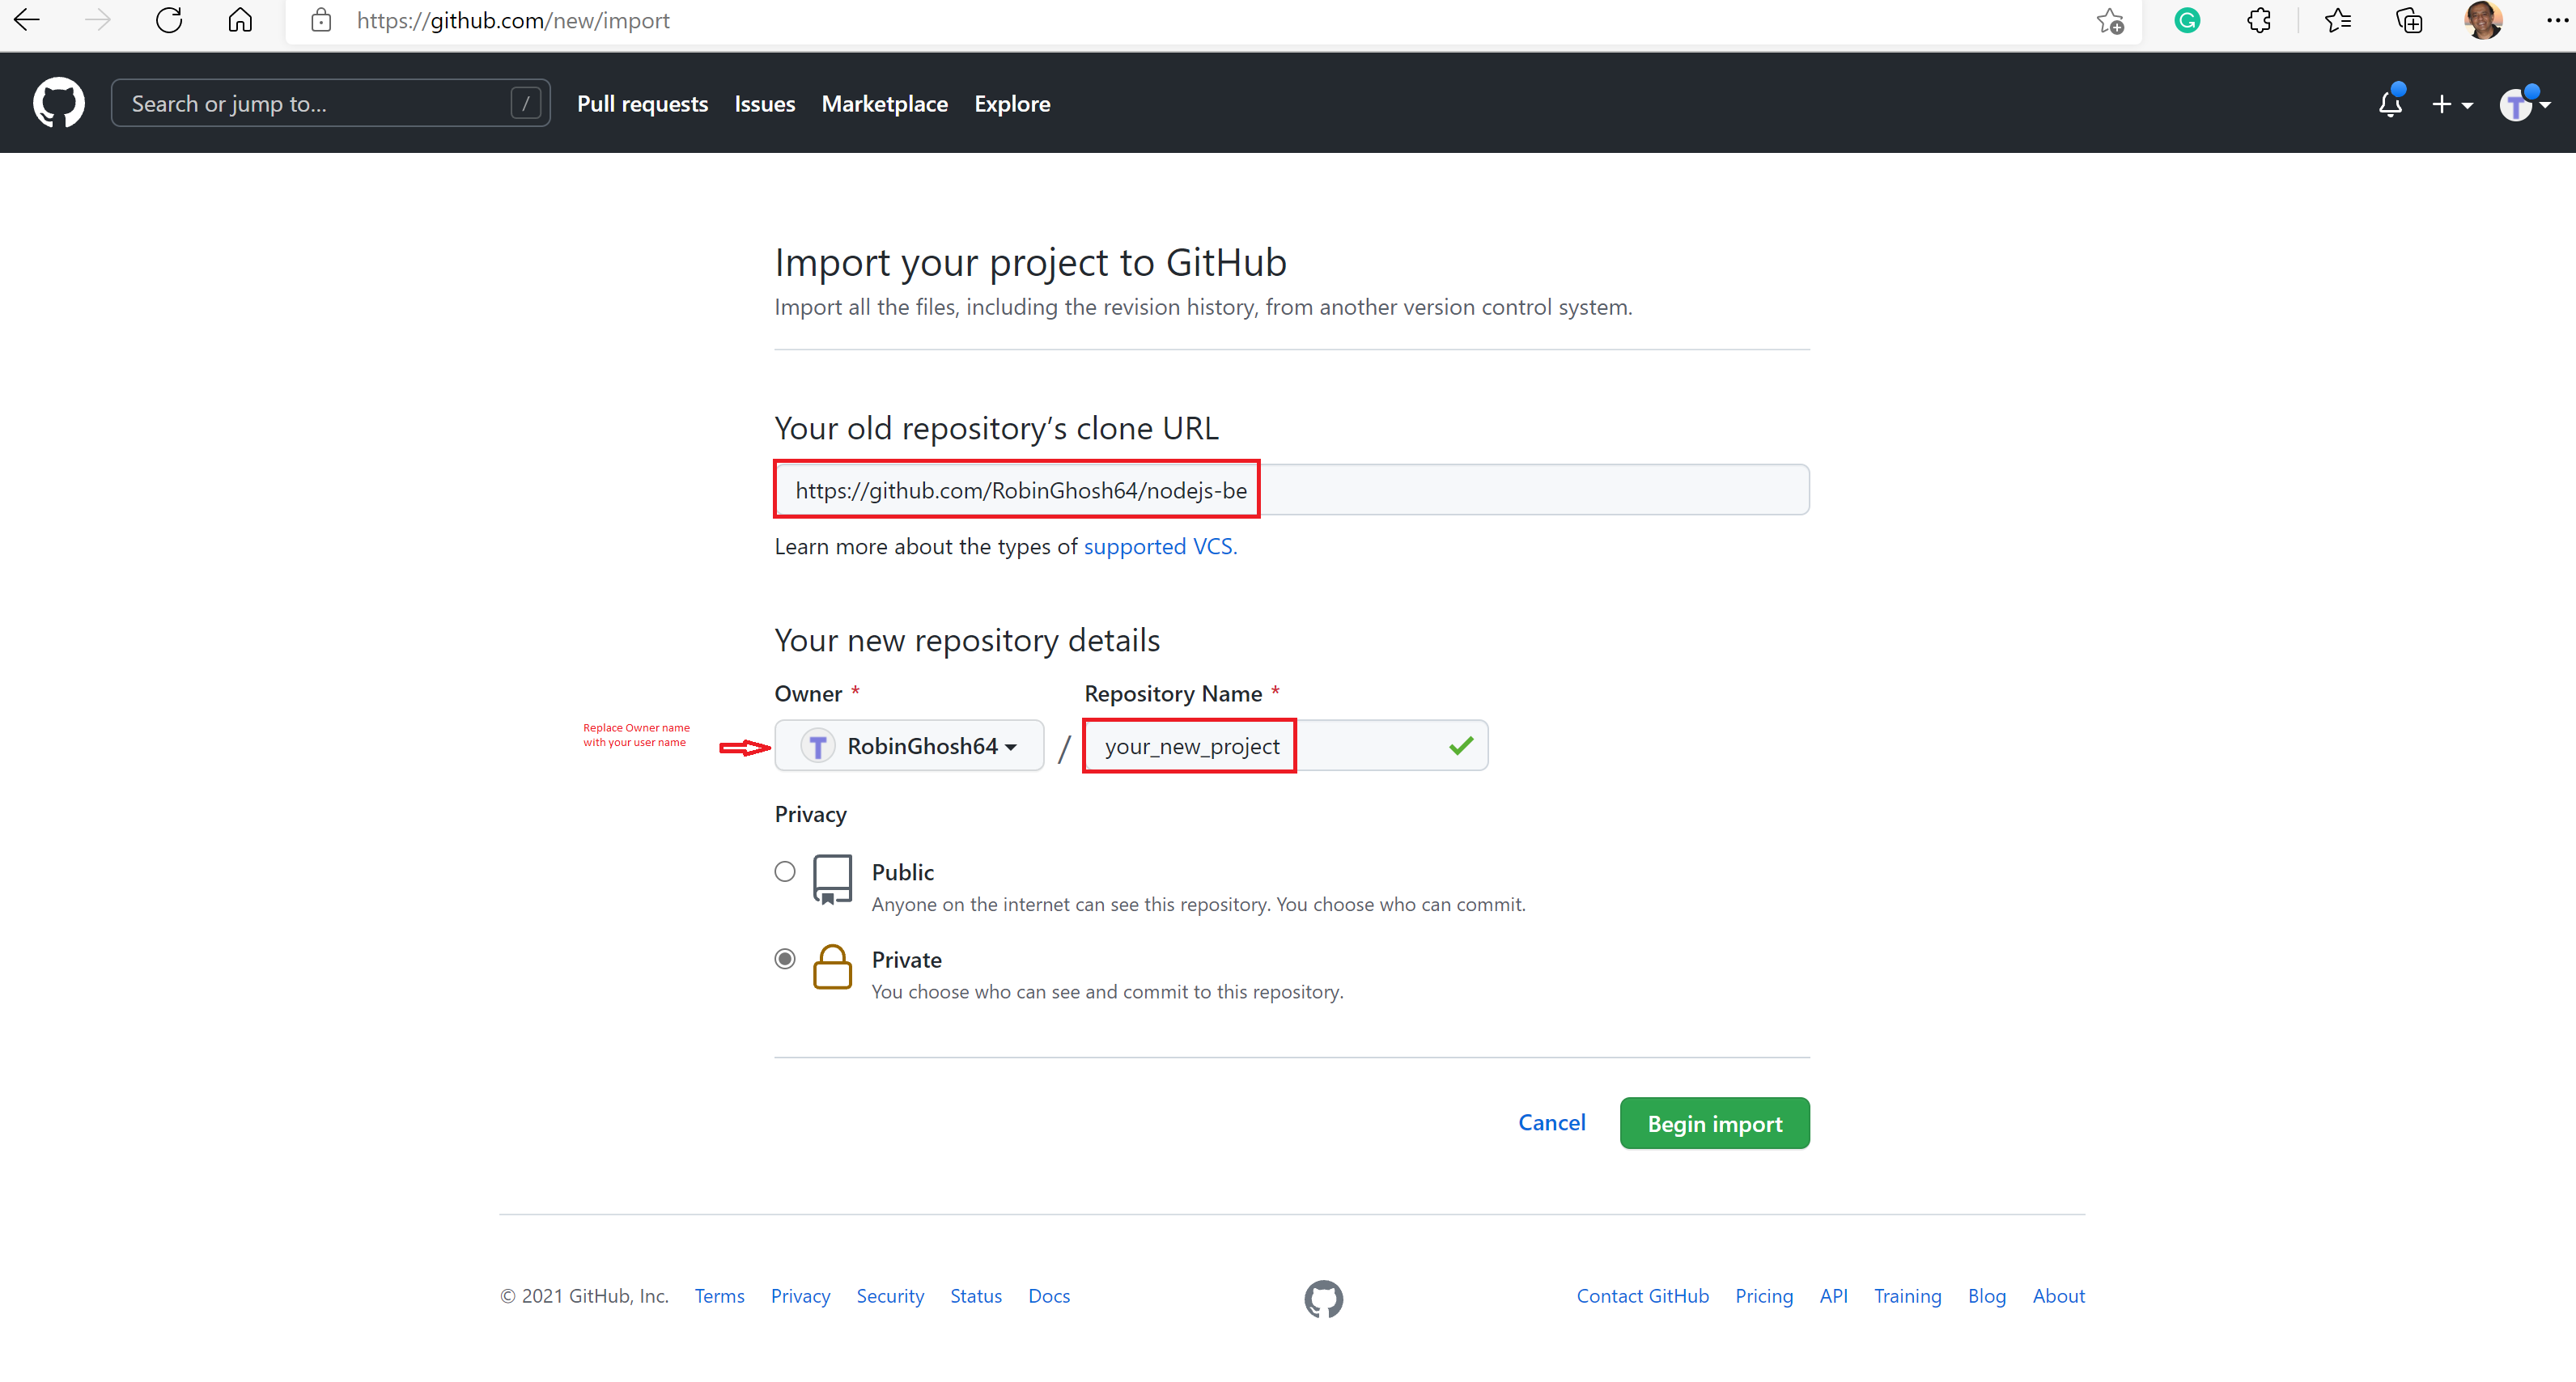 https://github.com/new/import
Search or jump to...
/
Pull requests
Issues
Marketplace
Explore
T
Import your project to GitHub
Import all the files, including the revision history, from another version control system.
Your old repository’s clone URL
https://github.com/RobinGhosh64/nodejs-be
Learn more about the types of supported VCS.
Your new repository details
Owner *
Repository Name *
Replace Owner name
with your user name
T RobinGhosh64
/
your_new_project
Privacy
Public
Anyone on the internet can see this repository. You choose who can commit.
Private
You choose who can see and commit to this repository.
Cancel
Begin import
© 2021 GitHub, Inc.
Terms
Privacy
Security
Status
Docs
Contact GitHub
Pricing
API
Training
Blog
About